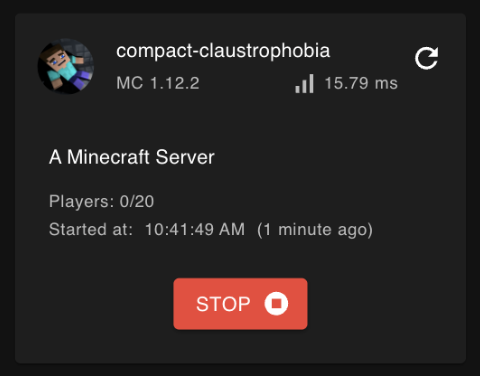 compact-claustrophobia
MC 1.12.2 15.79 ms
A Minecraft Server
Players: 0/20
Started at: 10:41:49 AM (1 minute ago)
STOP